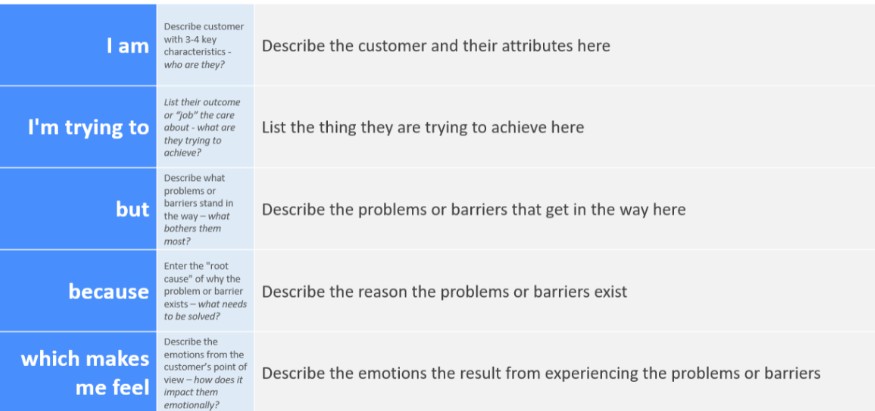 I am
Describe customer
with 3-4 key
characteristics -
who are they?
Describe the customer and their attributes here
I'm trying to
List their outcome
or "job" the care
about - what are
they trying to
achieve?
List the thing they are trying to achieve here
but
Describe what
problems or
barriers stand in
the way – what
bothers them
most?
Describe the problems or barriers that get in the way here
because
Enter the "root
cause" of why the
problem or barrier
exists – what needs
to be solved?
Describe the reason the problems or barriers exist
which makes
me feel
Describe the
emotions from the
customer's point of
view – how does it
impact them
emotionally?
Describe the emotions the result from experiencing the problems or barriers